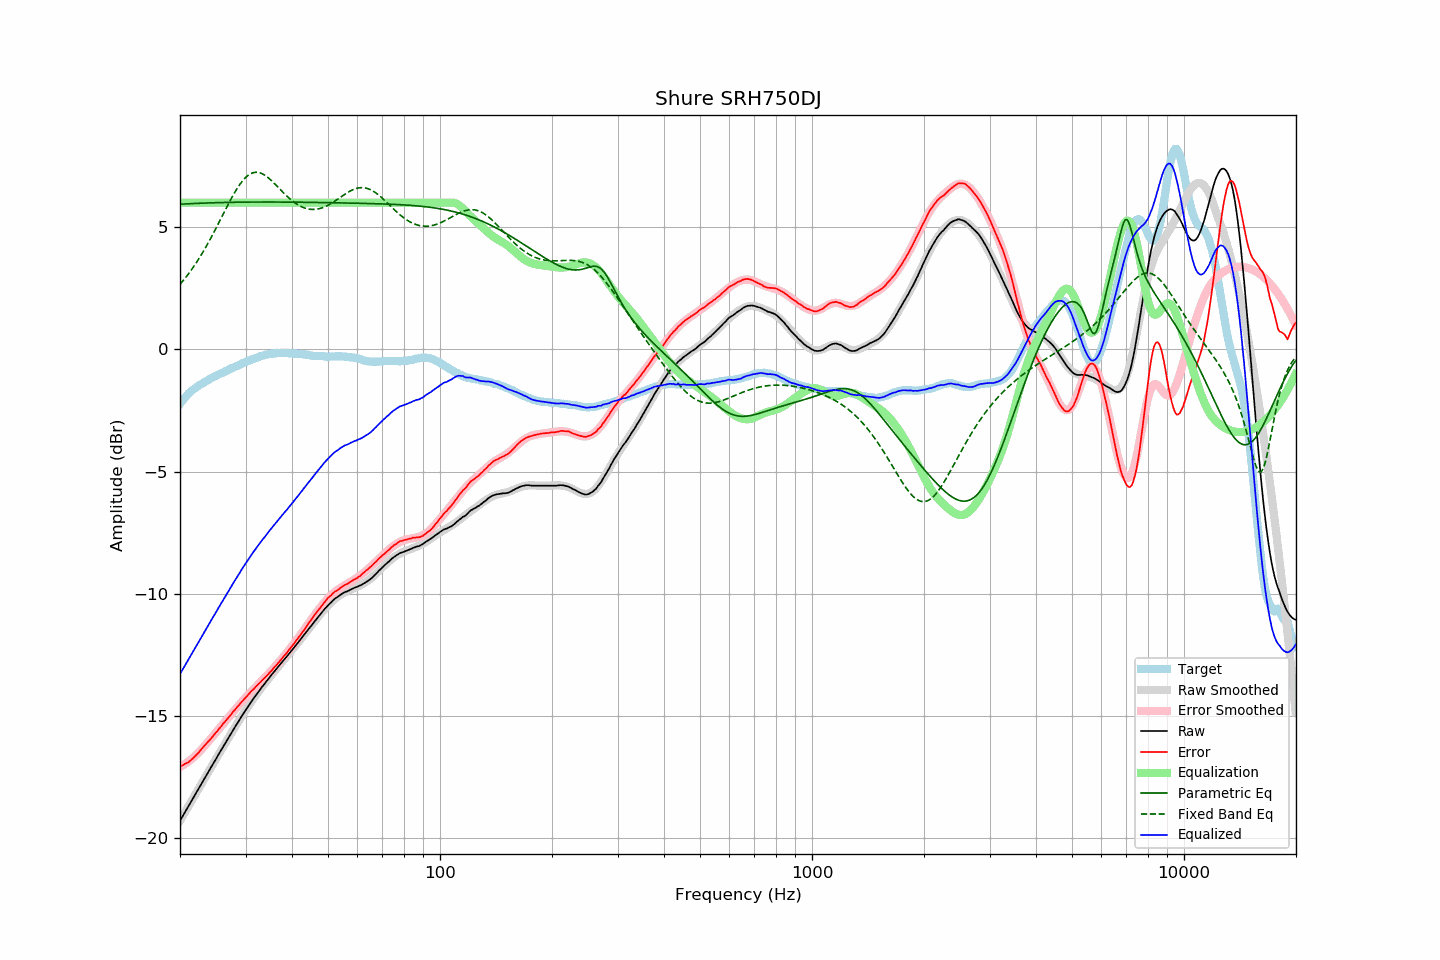 Shure SRH750DJ
Amplitude (dBr)
5
0
−5
−10
−15
−20
100
1000
10000
Frequency (Hz)
Target
Raw Smoothed
Error Smoothed
Raw
Error
Equalization
Parametric Eq
Fixed Band Eq
Equalized